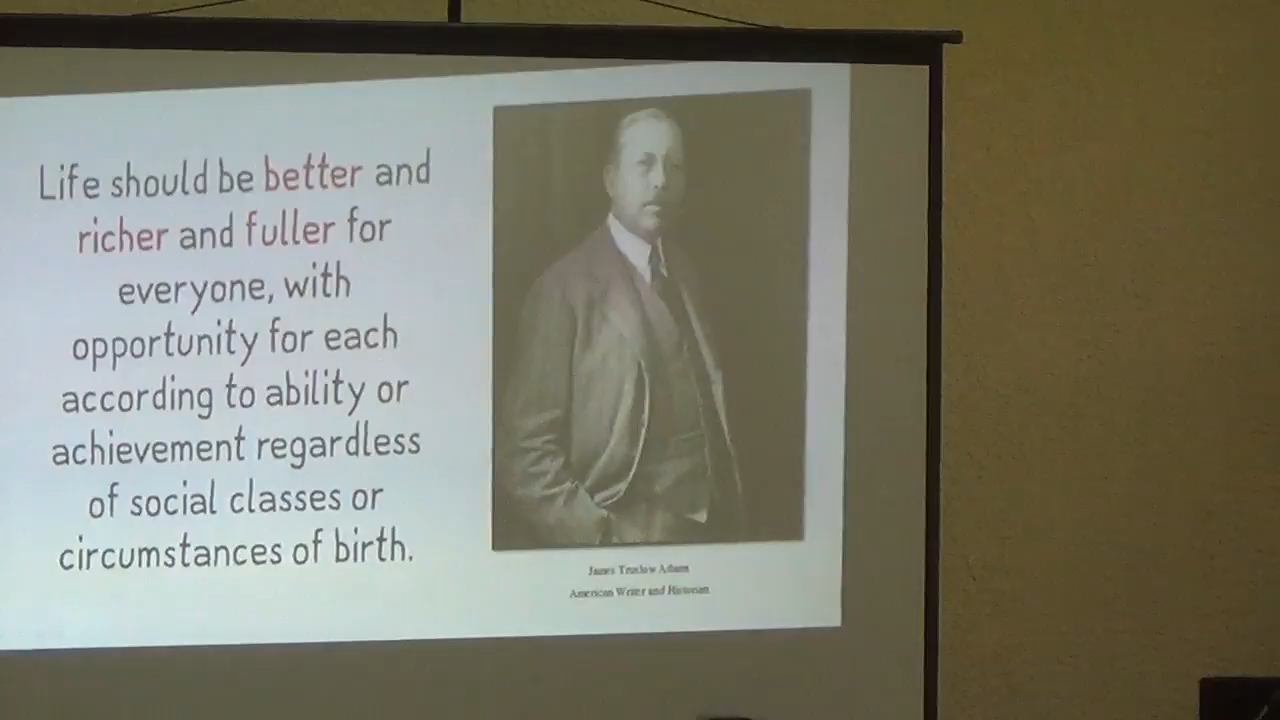 Life should be better and
richer and fuller for
everyone, with
opportunity for each
according to ability or
achievement regardless
of social classes or
circumstances of birth.
James Truslow Adams
American Writer and Historian